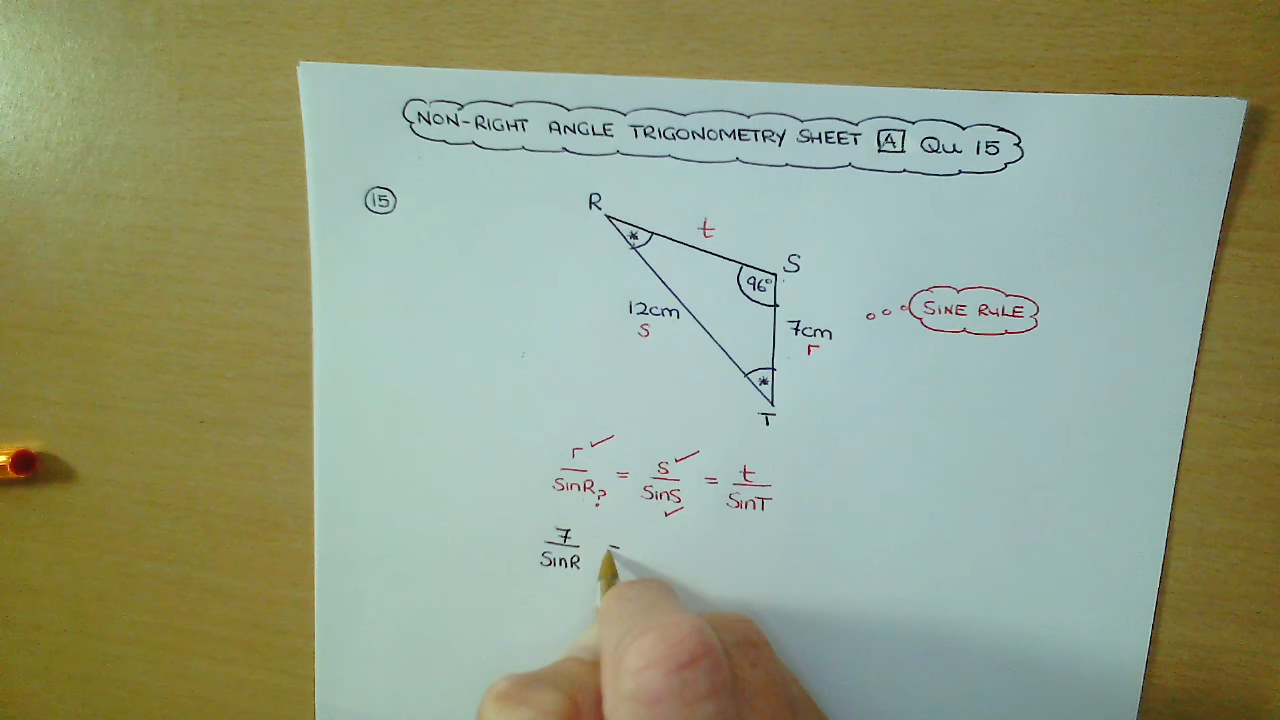 NON-RIGHT ANGLE TRIGONOMETRY SHEET A Qu 15
15
R
t
*
S
96°
12cm
s
7cm
r
SINE RULE
*
T
r/SinR? = s/SinS = t/SinT
7/SinR =